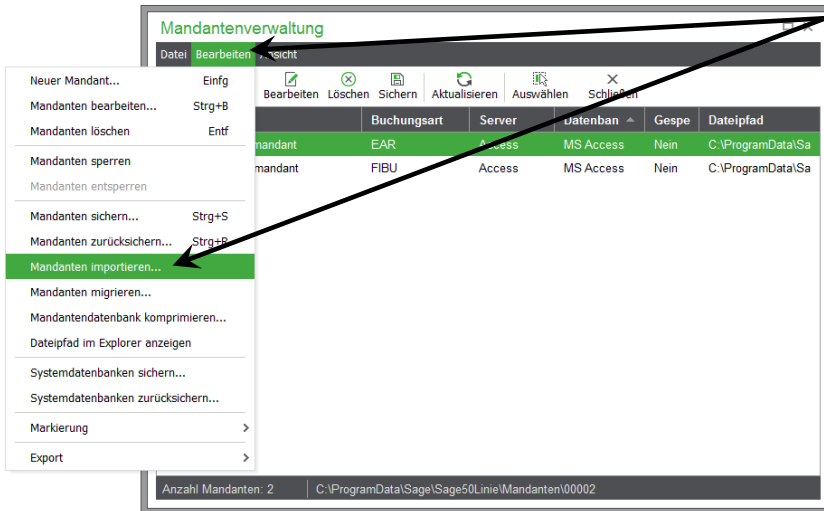 Mandantenverwaltung
Datei Bearbeiten Ansicht
Bearbeiten Löschen Sichern Aktualisieren Auswählen Schließen
Neuer Mandant... Einfg
Mandanten bearbeiten... Strg+B
Mandanten löschen Entf
Mandanten sperren
Mandanten entsperren
Mandanten sichern... Strg+S
Mandanten zurücksichern... Strg+R
Mandanten importieren...
Mandanten migrieren...
Mandantendatenbank komprimieren...
Dateipfad im Explorer anzeigen
Systemdatenbanken sichern...
Systemdatenbanken zurücksichern...
Markierung
Export
Buchungsart Server Datenban Gespe Dateipfad
mandant EAR Access MS Access Nein C:\ProgramData\Sa
mandant FIBU Access MS Access Nein C:\ProgramData\Sa
Anzahl Mandanten: 2 C:\ProgramData\Sage\Sage50Linie\Mandanten\00002